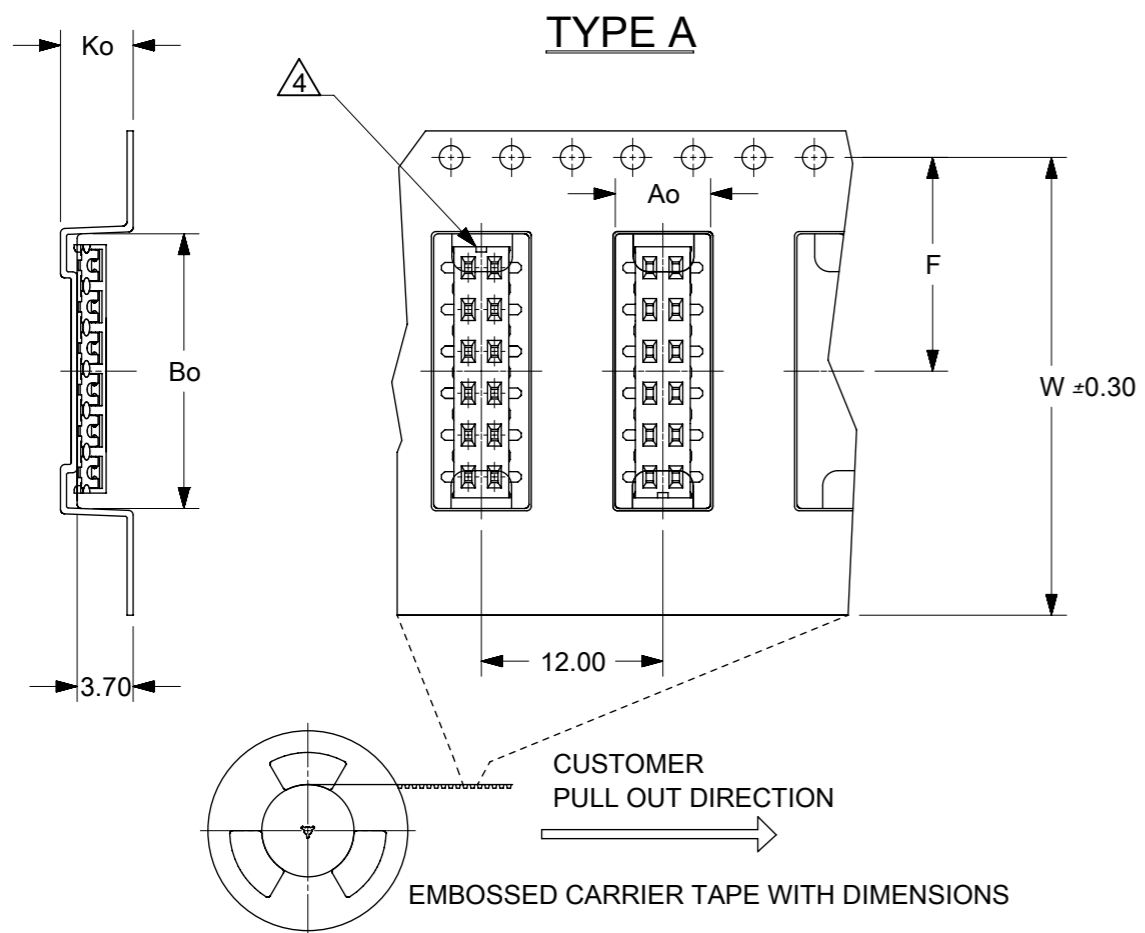 TYPE A
Ko
4
Ao
F
Bo
W ±0.30
12.00
3.70
CUSTOMER
PULL OUT DIRECTION
EMBOSSED CARRIER TAPE WITH DIMENSIONS